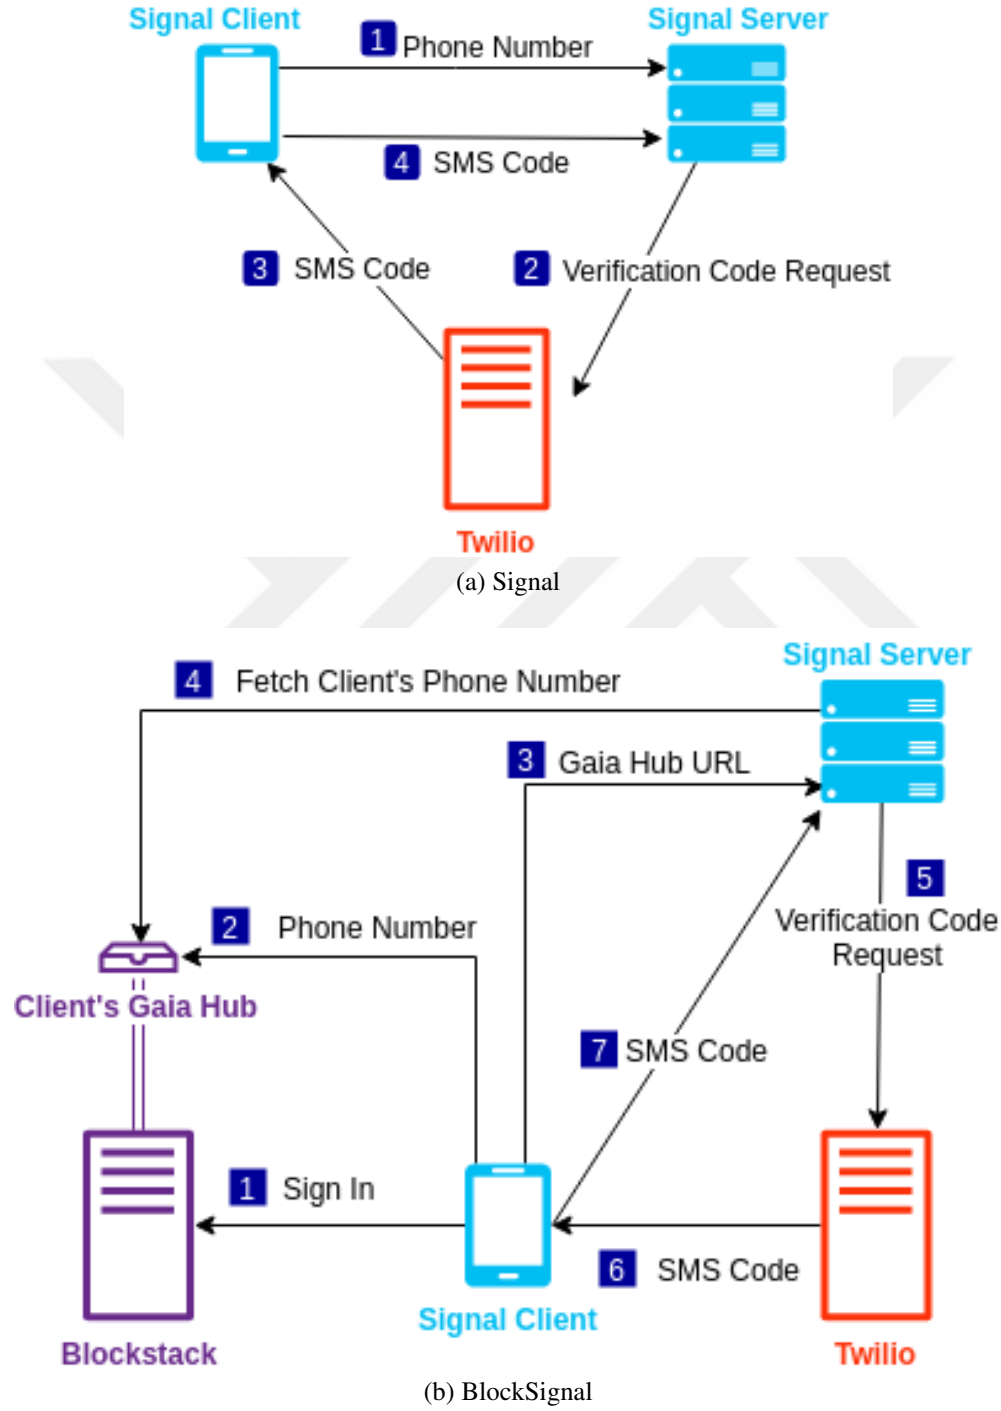 Signal Client
Signal Server
1 Phone Number
4 SMS Code
3 SMS Code
2 Verification Code Request
Twilio
(a) Signal
Signal Server
4 Fetch Client's Phone Number
3 Gaia Hub URL
5
Verification Code
Request
2 Phone Number
Client's Gaia Hub
7 SMS Code
1 Sign In
6 SMS Code
Signal Client
Blockstack
Twilio
(b) BlockSignal